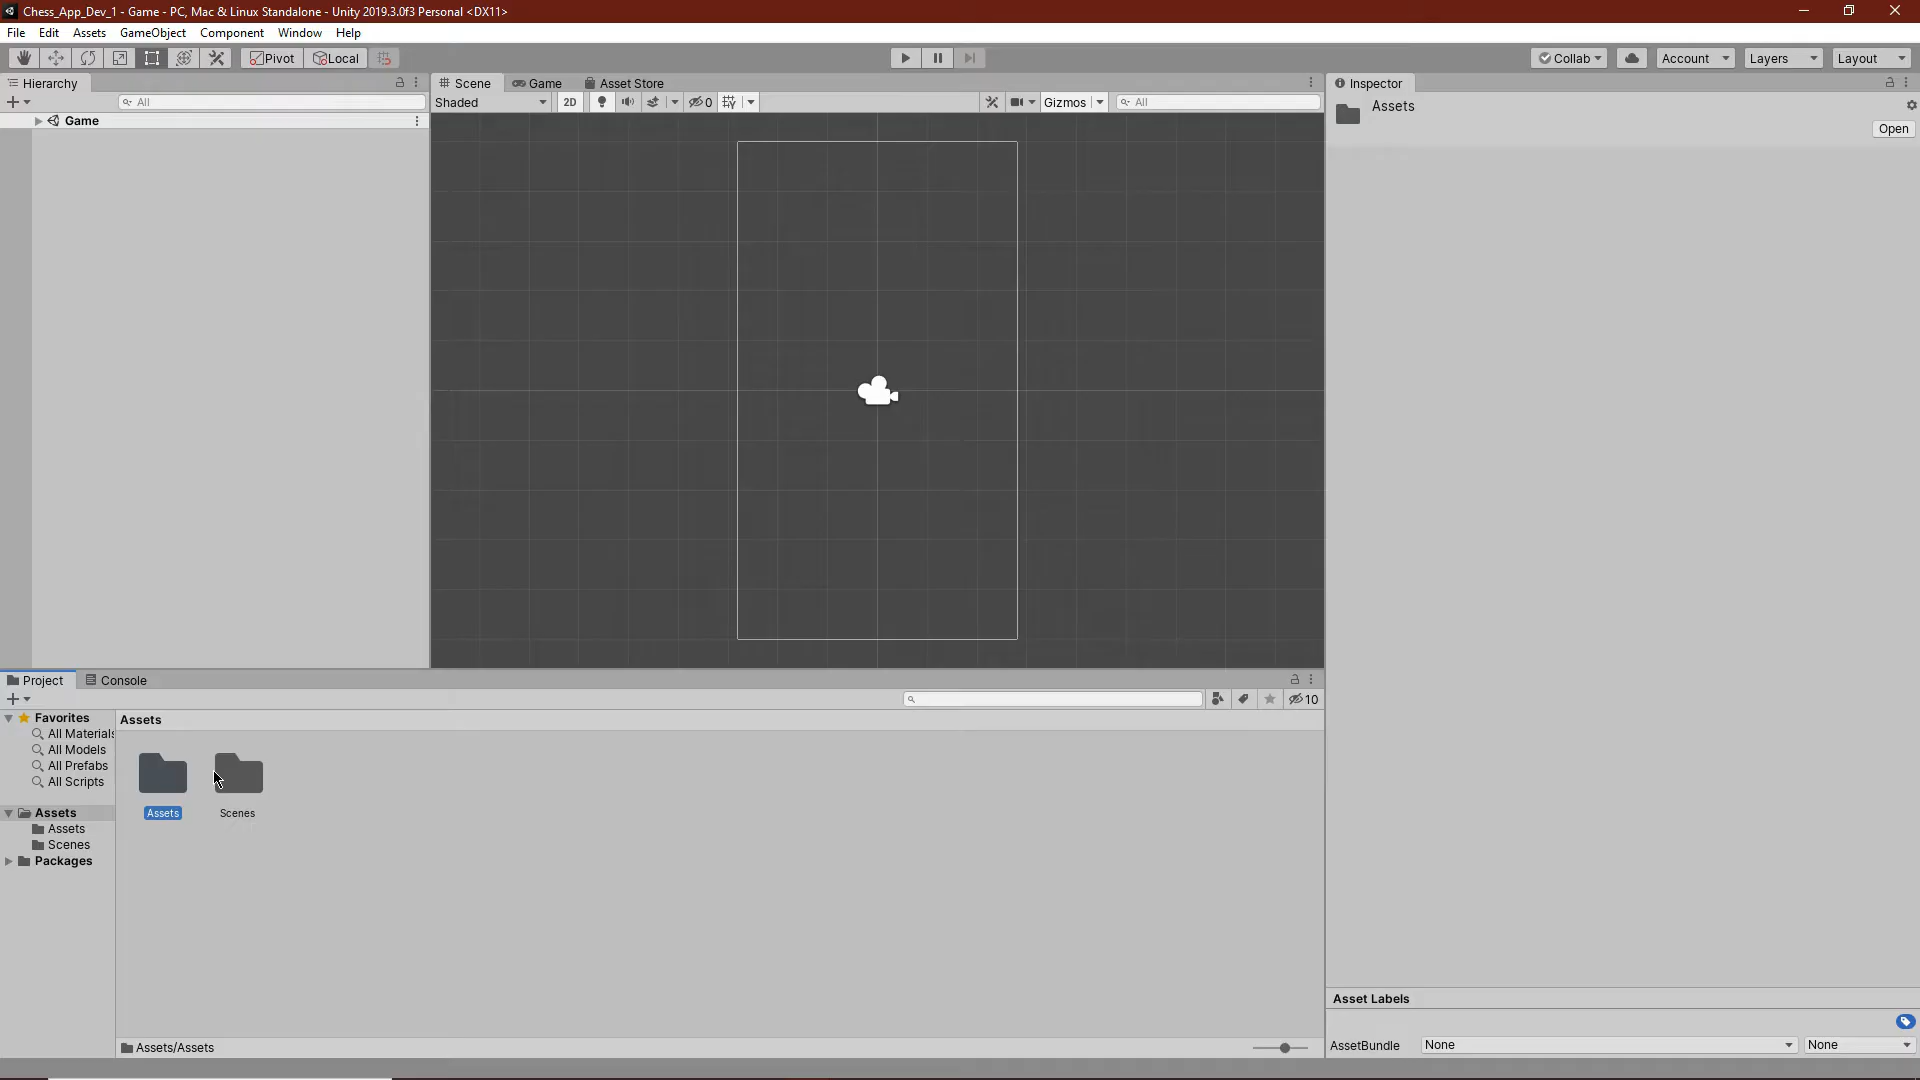 Chess_App_Dev_1 - Game - PC, Mac & Linux Standalone - Unity 2019.3.0f3 Personal <DX11>
File Edit Assets GameObject Component Window Help
Pivot Local Collab Account Layers Layout
Hierarchy
All
Game
Scene Game Asset Store
Shaded 2D 0 Gizmos All
Inspector
Assets
Open
Project Console
10
Favorites
All Materials
All Models
All Prefabs
All Scripts
Assets
Assets
Scenes
Packages
Assets
Assets Scenes
Assets/Assets
Asset Labels
AssetBundle None None